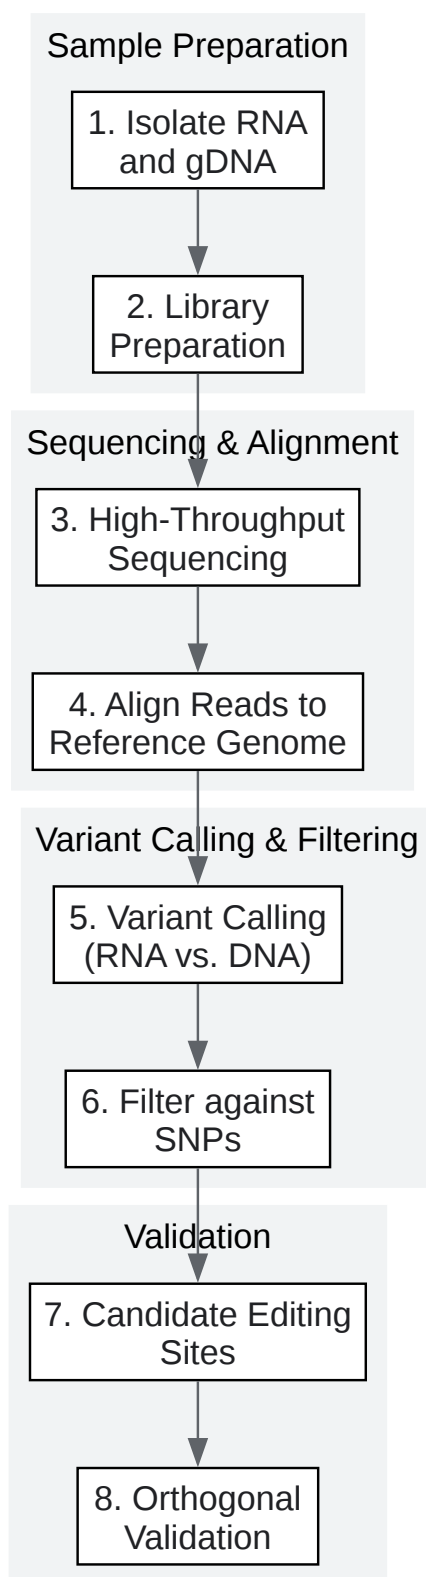 Sample Preparation
1. Isolate RNA
and gDNA
2. Library
Preparation
Sequencing & Alignment
3. High-Throughput
Sequencing
4. Align Reads to
Reference Genome
Variant Calling & Filtering
5. Variant Calling
(RNA vs. DNA)
6. Filter against
SNPs
Validation
7. Candidate Editing
Sites
8. Orthogonal
Validation